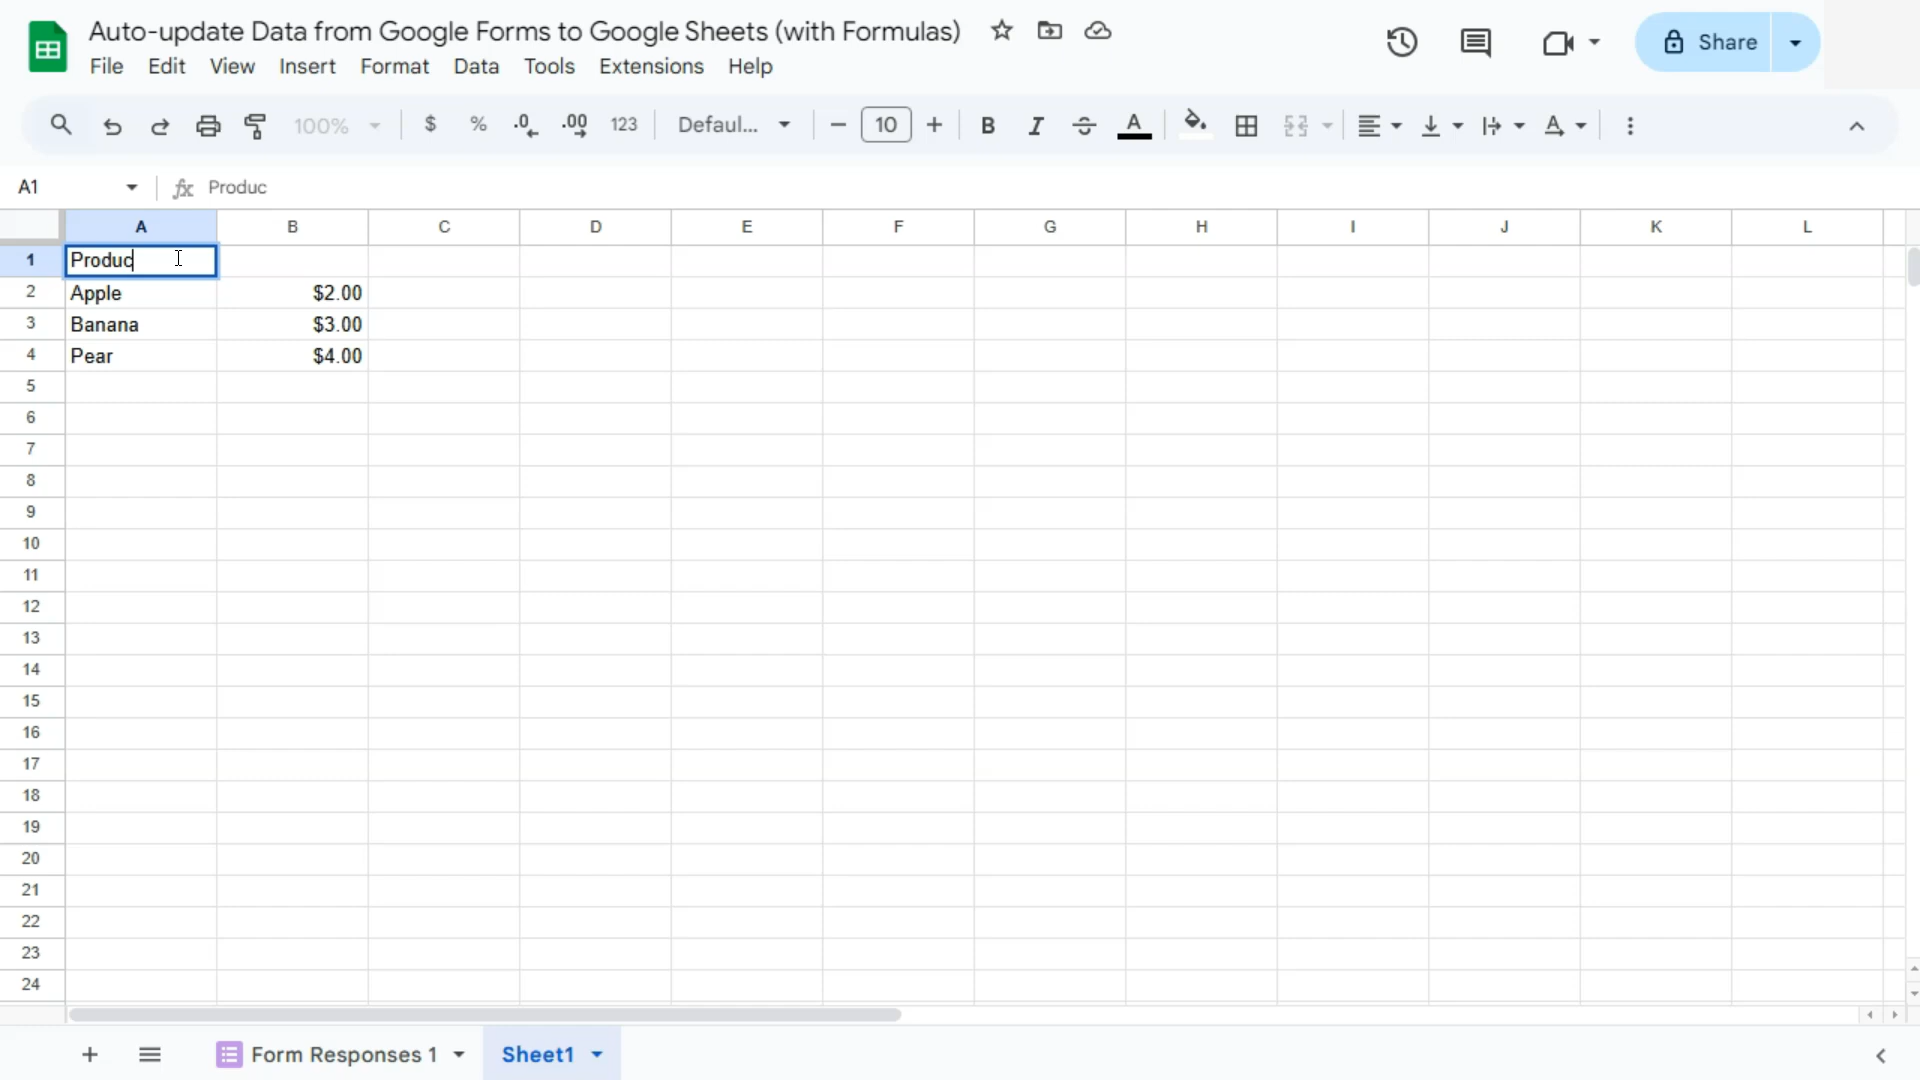 Auto-update Data from Google Forms to Google Sheets (with Formulas)
File Edit View Insert Format Data Tools Extensions Help
Share
100% $ % .0 .00 123 Defaul... 10 B I S A A
A1 fx Produc
A B C D E F G H I J K L
1 Produc
2 Apple $2.00
3 Banana $3.00
4 Pear $4.00
5
6
7
8
9
10
11
12
13
14
15
16
17
18
19
20
21
22
23
24
Form Responses 1 Sheet1